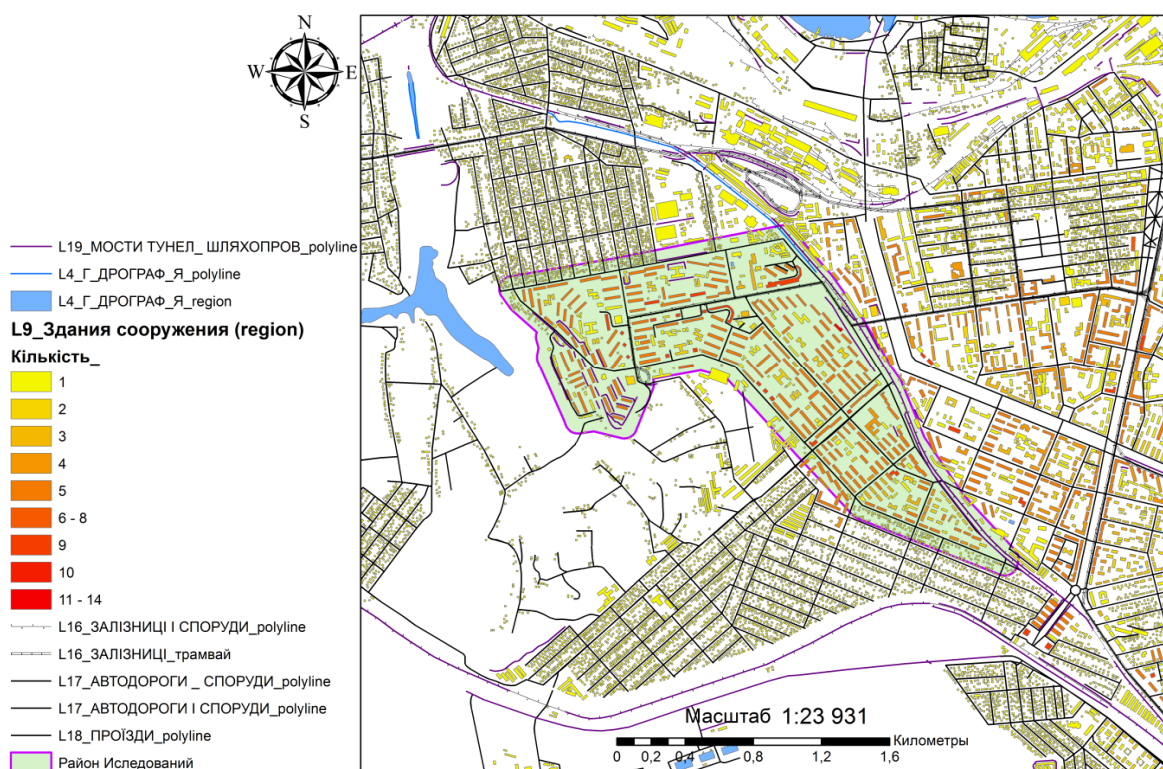 N
W E
S
L19_МОСТИ ТУНЕЛ_ ШЛЯХОПРОВ_polyline
L4_Г_ДРОГРАФ_Я_polyline
L4_Г_ДРОГРАФ_Я_region
L9_Здания сооружения (region)
Кількість_
1
2
3
4
5
6 - 8
9
10
11 - 14
L16_ЗАЛІЗНИЦІ І СПОРУДИ_polyline
L16_ЗАЛІЗНИЦІ_трамвай
L17_АВТОДОРОГИ _ СПОРУДИ_polyline
L17_АВТОДОРОГИ І СПОРУДИ_polyline
L18_ПРОЇЗДИ_polyline
Район Иследований
Масштаб 1:23 931
Километры
0 0,2 0,4 0,8 1,2 1,6